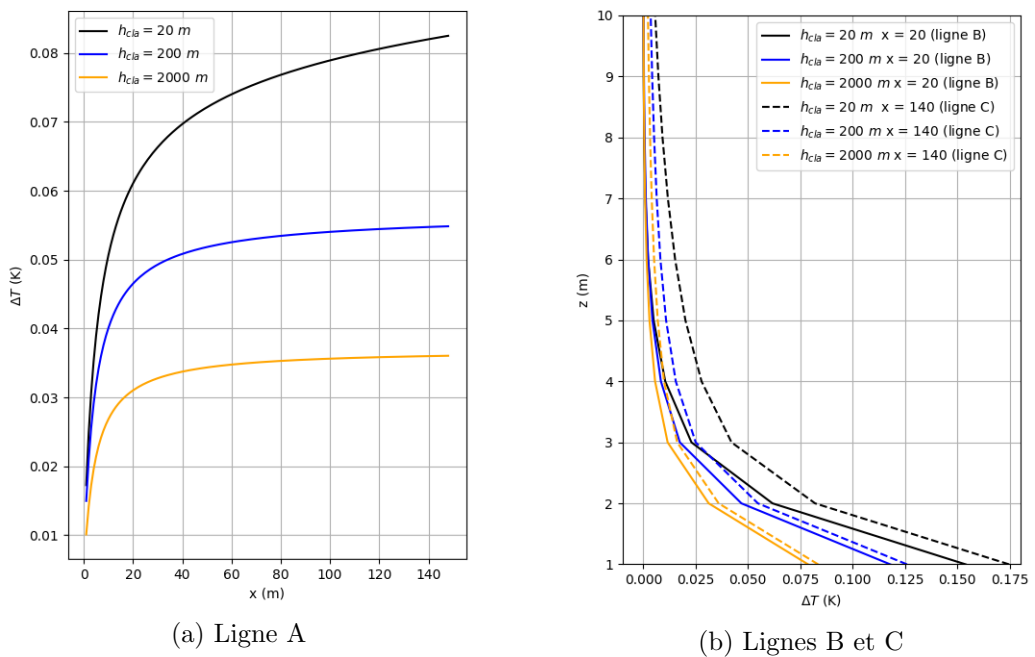 h_cla = 20 m
h_cla = 200 m
h_cla = 2000 m
0.08
0.07
0.06
0.05
0.04
0.03
0.02
0.01
ΔT (K)
0 20 40 60 80 100 120 140
x (m)
(a) Ligne A
h_cla = 20 m x = 20 (ligne B)
h_cla = 200 m x = 20 (ligne B)
h_cla = 2000 m x = 20 (ligne B)
h_cla = 20 m x = 140 (ligne C)
h_cla = 200 m x = 140 (ligne C)
h_cla = 2000 m x = 140 (ligne C)
10
9
8
7
6
5
4
3
2
1
z (m)
0.000 0.025 0.050 0.075 0.100 0.125 0.150 0.175
ΔT (K)
(b) Lignes B et C